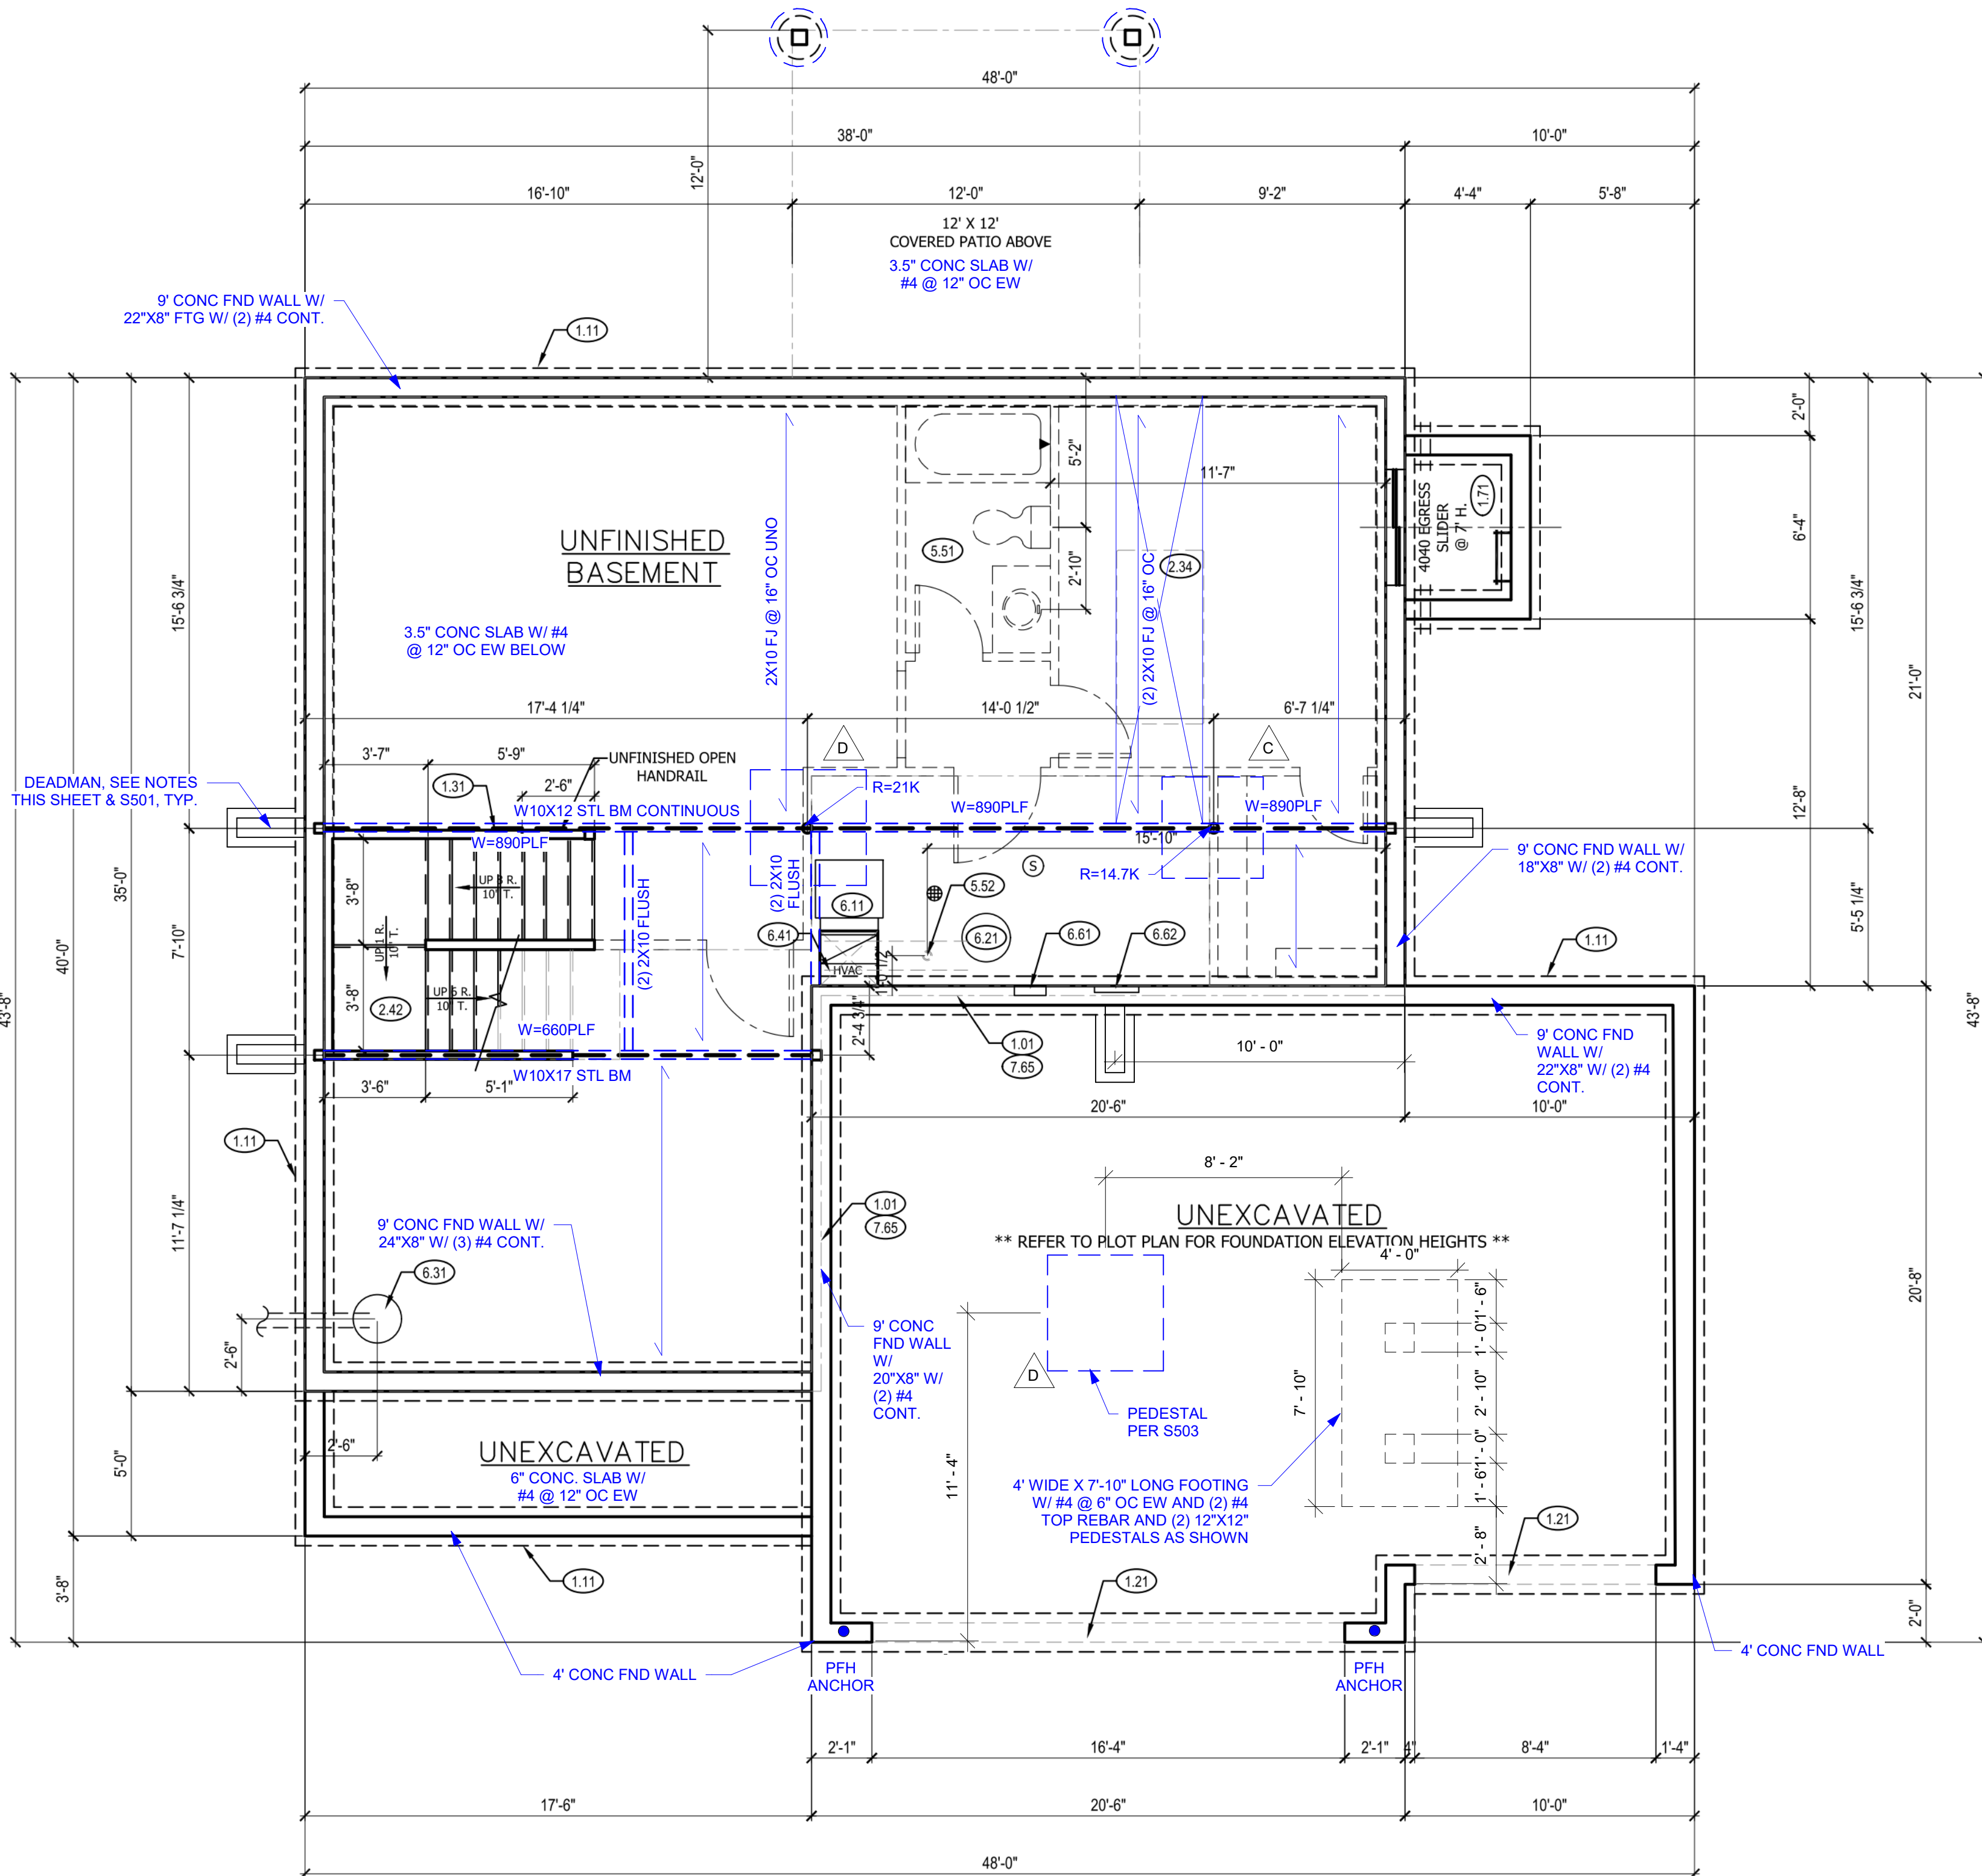 48'-0"
38'-0"
10'-0"
12'-0"
16'-10"
12'-0"
9'-2"
4'-4"
5'-8"
12' X 12'
COVERED PATIO ABOVE
3.5" CONC SLAB W/
#4 @ 12" OC EW
9' CONC FND WALL W/
22"X8" FTG W/ (2) #4 CONT.
1.11
2'-0"
5'-2"
11'-7"
1.71
4040 EGRESS
SLIDER
@ 7' H.
6'-4"
UNFINISHED
BASEMENT
5.51
2.34
2'-10"
2X10 FJ @ 16" OC UNO
(2) 2X10 FJ @ 16" OC
15'-6 3/4"
15'-6 3/4"
3.5" CONC SLAB W/ #4
@ 12" OC EW BELOW
21'-0"
17'-4 1/4"
14'-0 1/2"
6'-7 1/4"
D
C
3'-7"
5'-9"
UNFINISHED OPEN
HANDRAIL
DEADMAN, SEE NOTES
THIS SHEET & S501, TYP.
1.31
2'-6"
R=21K
12'-8"
W10X12 STL BM CONTINUOUS
W=890PLF
W=890PLF
W=890PLF
15'-10"
9' CONC FND WALL W/
18"X8" W/ (2) #4 CONT.
35'-0"
3'-8"
UP 8 R.
10" T.
(2) 2X10
FLUSH
S
R=14.7K
5.52
6.11
5'-5 1/4"
40'-0"
7'-10"
UP 1 R.
10" T.
(2) 2X10 FLUSH
6.41
6.21
6.61
6.62
1.11
HVAC
43'-8"
43'-8"
3'-8"
2.42
UP 6 R.
10" T.
W=660PLF
2'-4 3/4"
1.01
7.65
10' - 0"
9' CONC FND
WALL W/
22"X8" W/ (2) #4
CONT.
W10X17 STL BM
3'-6"
5'-1"
20'-6"
10'-0"
1.11
8' - 2"
11'-7 1/4"
1.01
7.65
UNEXCAVATED
** REFER TO PLOT PLAN FOR FOUNDATION ELEVATION HEIGHTS **
4' - 0"
9' CONC FND WALL W/
24"X8" W/ (3) #4 CONT.
6.31
20'-8"
1' - 6"
1' - 0"
2'-6"
9' CONC
FND WALL
W/
20"X8" W/
(2) #4
CONT.
D
7' - 10"
2' - 10"
PEDESTAL
PER S503
2'-6"
5'-0"
UNEXCAVATED
6" CONC. SLAB W/
#4 @ 12" OC EW
11' - 4"
1' - 0"
1' - 6"
4' WIDE X 7'-10" LONG FOOTING
W/ #4 @ 6" OC EW AND (2) #4
TOP REBAR AND (2) 12"X12"
PEDESTALS AS SHOWN
2' - 8"
1.21
1.11
1.21
3'-8"
2'-0"
4' CONC FND WALL
PFH
ANCHOR
PFH
ANCHOR
4' CONC FND WALL
2'-1"
16'-4"
2'-1"
4"
8'-4"
1'-4"
17'-6"
20'-6"
10'-0"
48'-0"